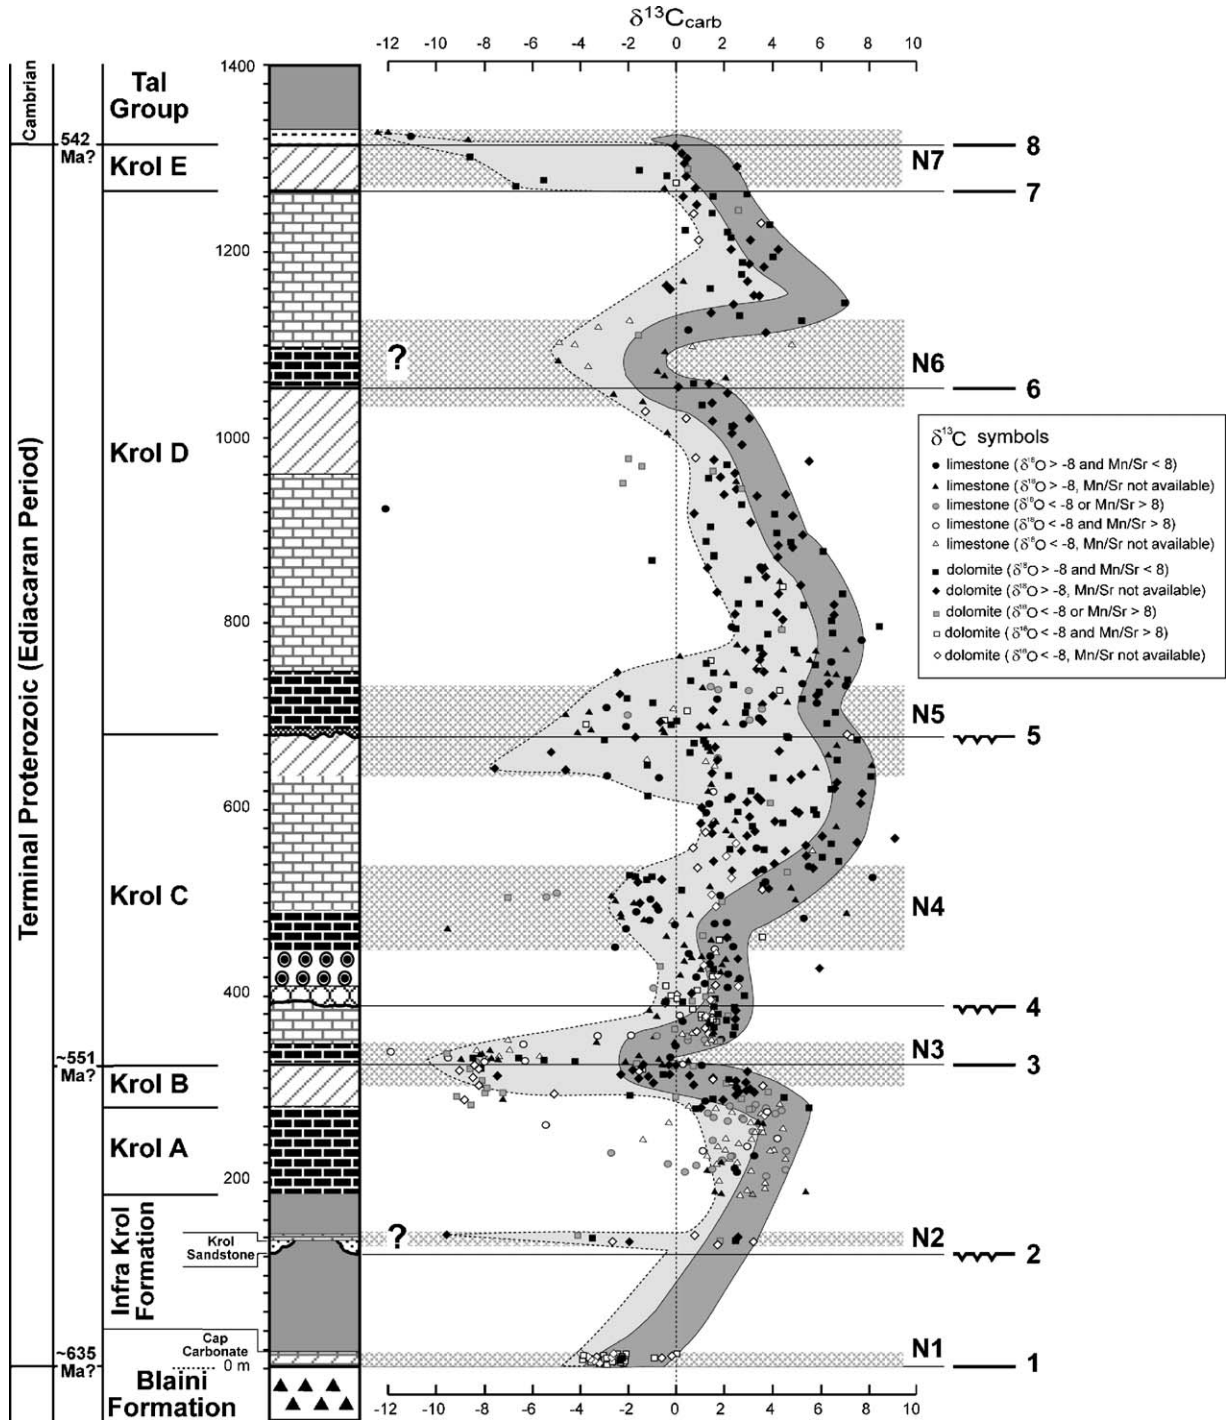 δ13Ccarb
-12 -10 -8 -6 -4 -2 0 2 4 6 8 10
1400
1200
1000
800
600
400
200
0 m
Cambrian
Terminal Proterozoic (Ediacaran Period)
542
Ma?
~551
Ma?
~635
Ma?
Tal
Group
Krol E
Krol D
Krol C
Krol B
Krol A
Infra Krol
Formation
Krol
Sandstone
Cap
Carbonate
Blaini
Formation
?
?
N7
N6
N5
N4
N3
N2
N1
8
7
6
5
4
3
2
1
δ13C symbols
limestone (δ18O > -8 and Mn/Sr < 8)
limestone (δ18O > -8, Mn/Sr not available)
limestone (δ18O < -8 or Mn/Sr > 8)
limestone (δ18O < -8 and Mn/Sr > 8)
limestone (δ18O < -8, Mn/Sr not available)
dolomite (δ18O > -8 and Mn/Sr < 8)
dolomite (δ18O > -8, Mn/Sr not available)
dolomite (δ18O < -8 or Mn/Sr > 8)
dolomite (δ18O < -8 and Mn/Sr > 8)
dolomite (δ18O < -8, Mn/Sr not available)
-12 -10 -8 -6 -4 -2 0 2 4 6 8 10